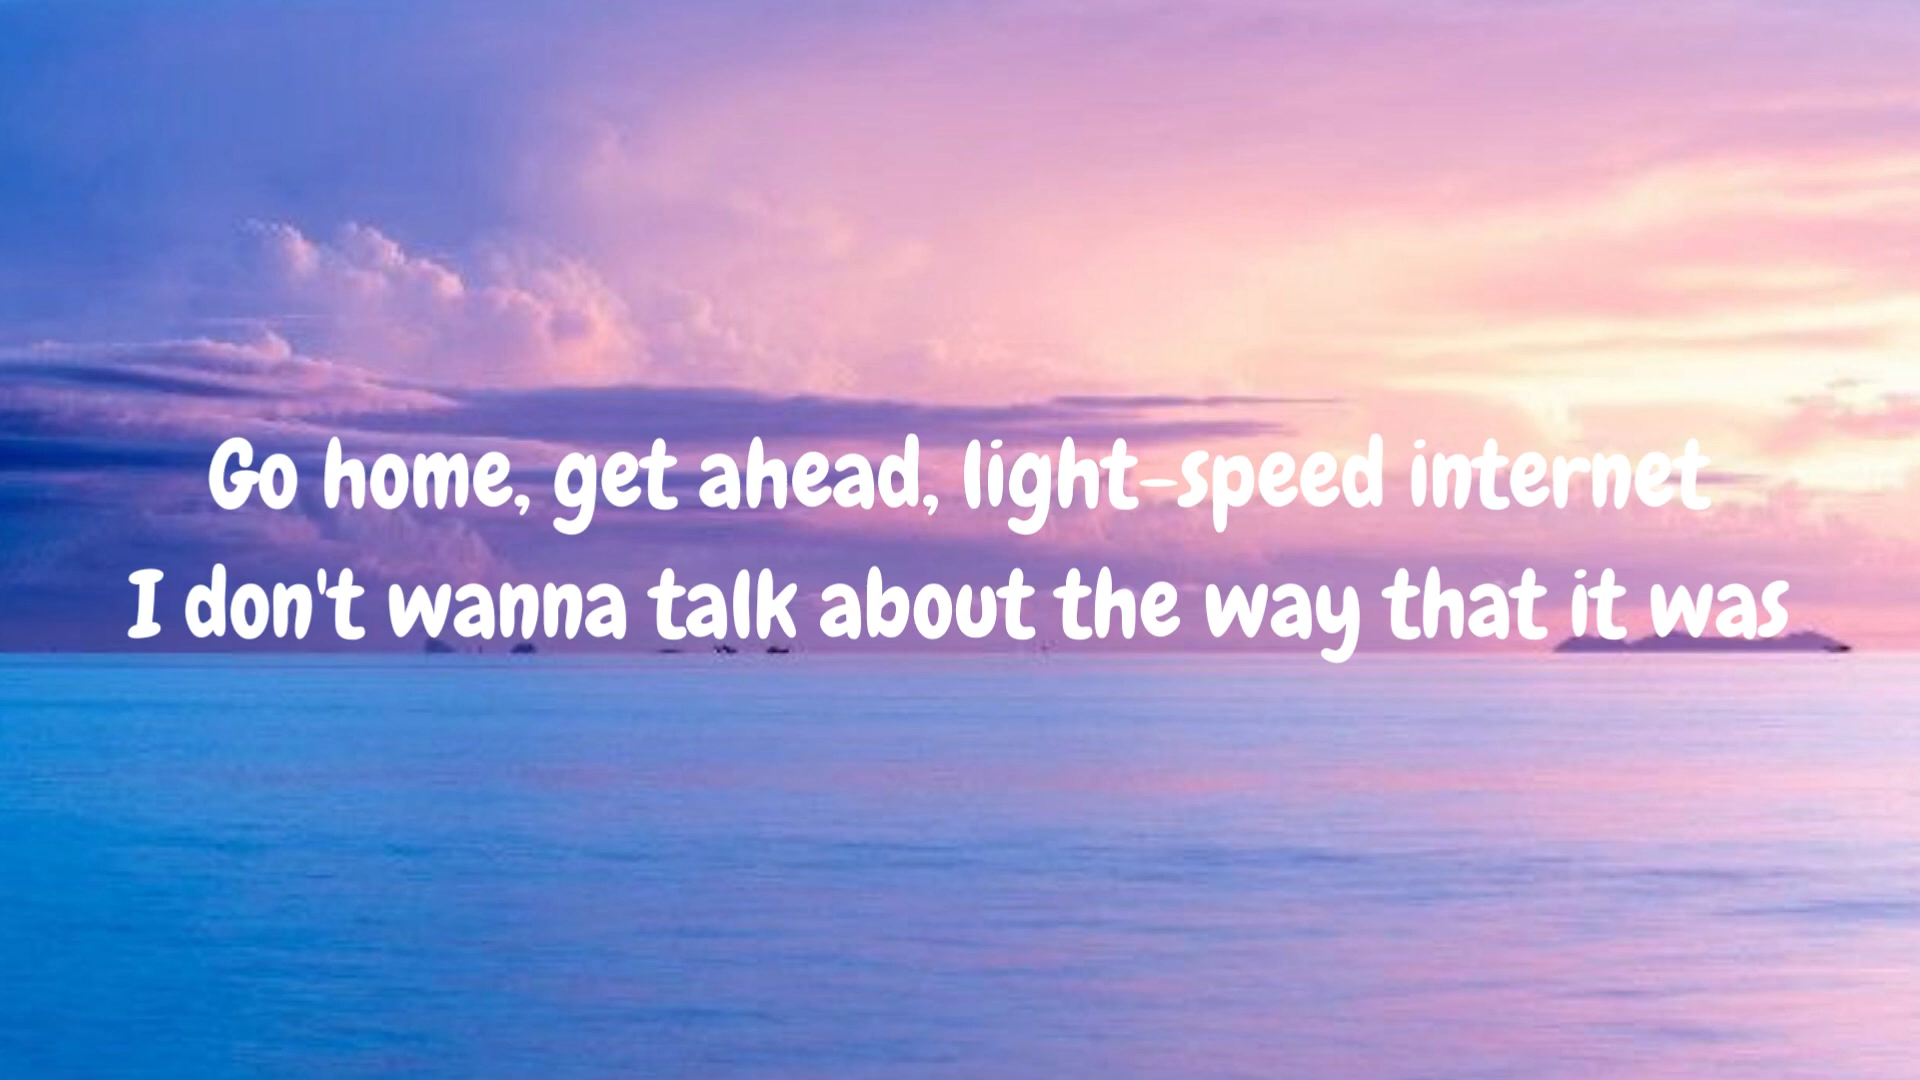 Go home, get ahead, light-speed internet
I don't wanna talk about the way that it was